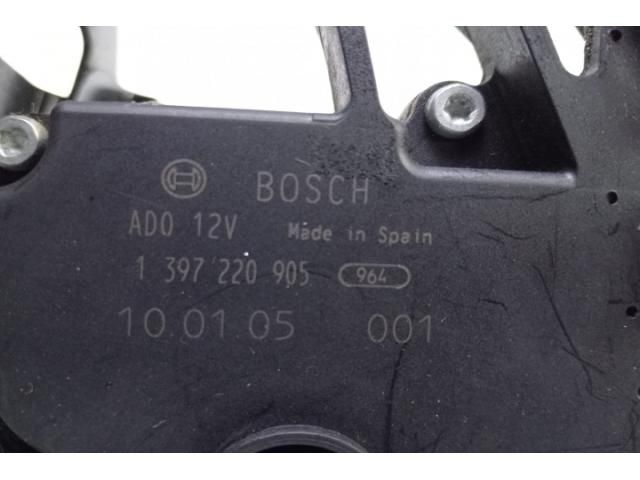 BOSCH
ADO 12V Made in Spain
1 397 220 905 964
10.01.05 001